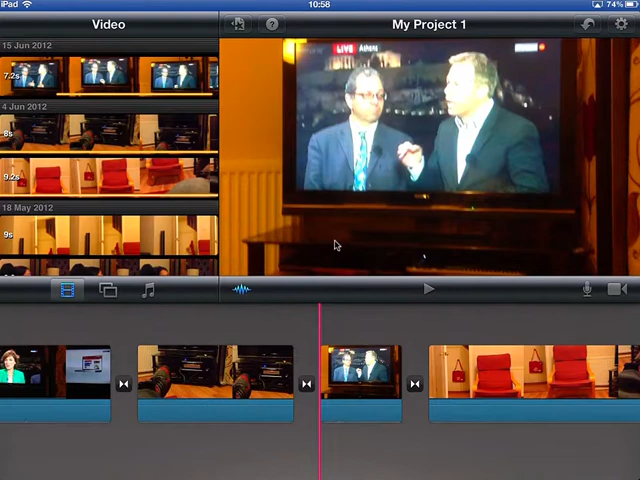 iPad
10:58
74%
Video
?
My Project 1
15 Jun 2012
7.2s
4 Jun 2012
8s
9.2s
18 May 2012
9s
LIVE Athens